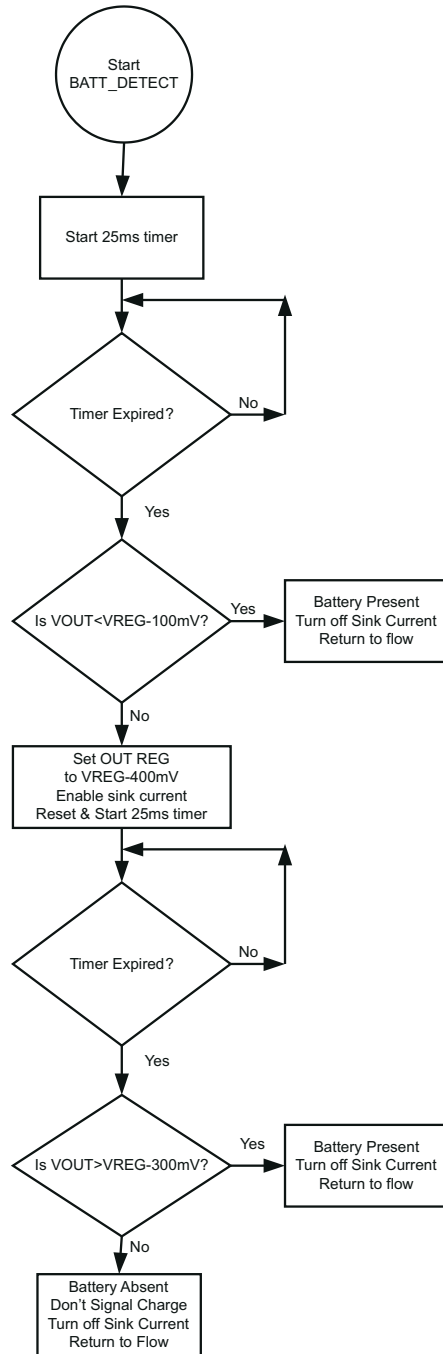 Start
BATT_DETECT
Start 25ms timer
Timer Expired?
No
Yes
Is VOUT<VREG-100mV?
Yes
Battery Present
Turn off Sink Current
Return to flow
No
Set OUT REG
to VREG-400mV
Enable sink current
Reset & Start 25ms timer
Timer Expired?
No
Yes
Is VOUT>VREG-300mV?
Yes
Battery Present
Turn off Sink Current
Return to flow
No
Battery Absent
Don't Signal Charge
Turn off Sink Current
Return to Flow